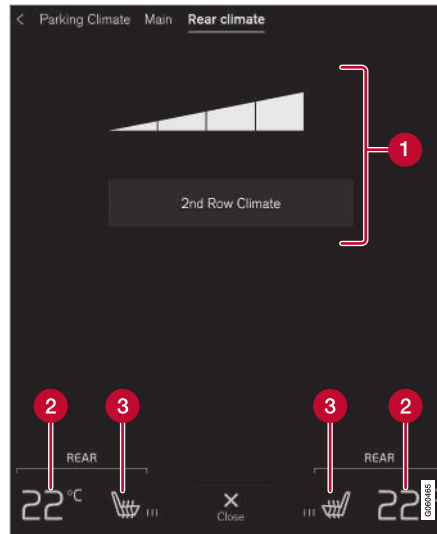 < Parking Climate Main Rear climate
1
2nd Row Climate
2 3 3 2
REAR REAR
22°C 22°
Close
G060465